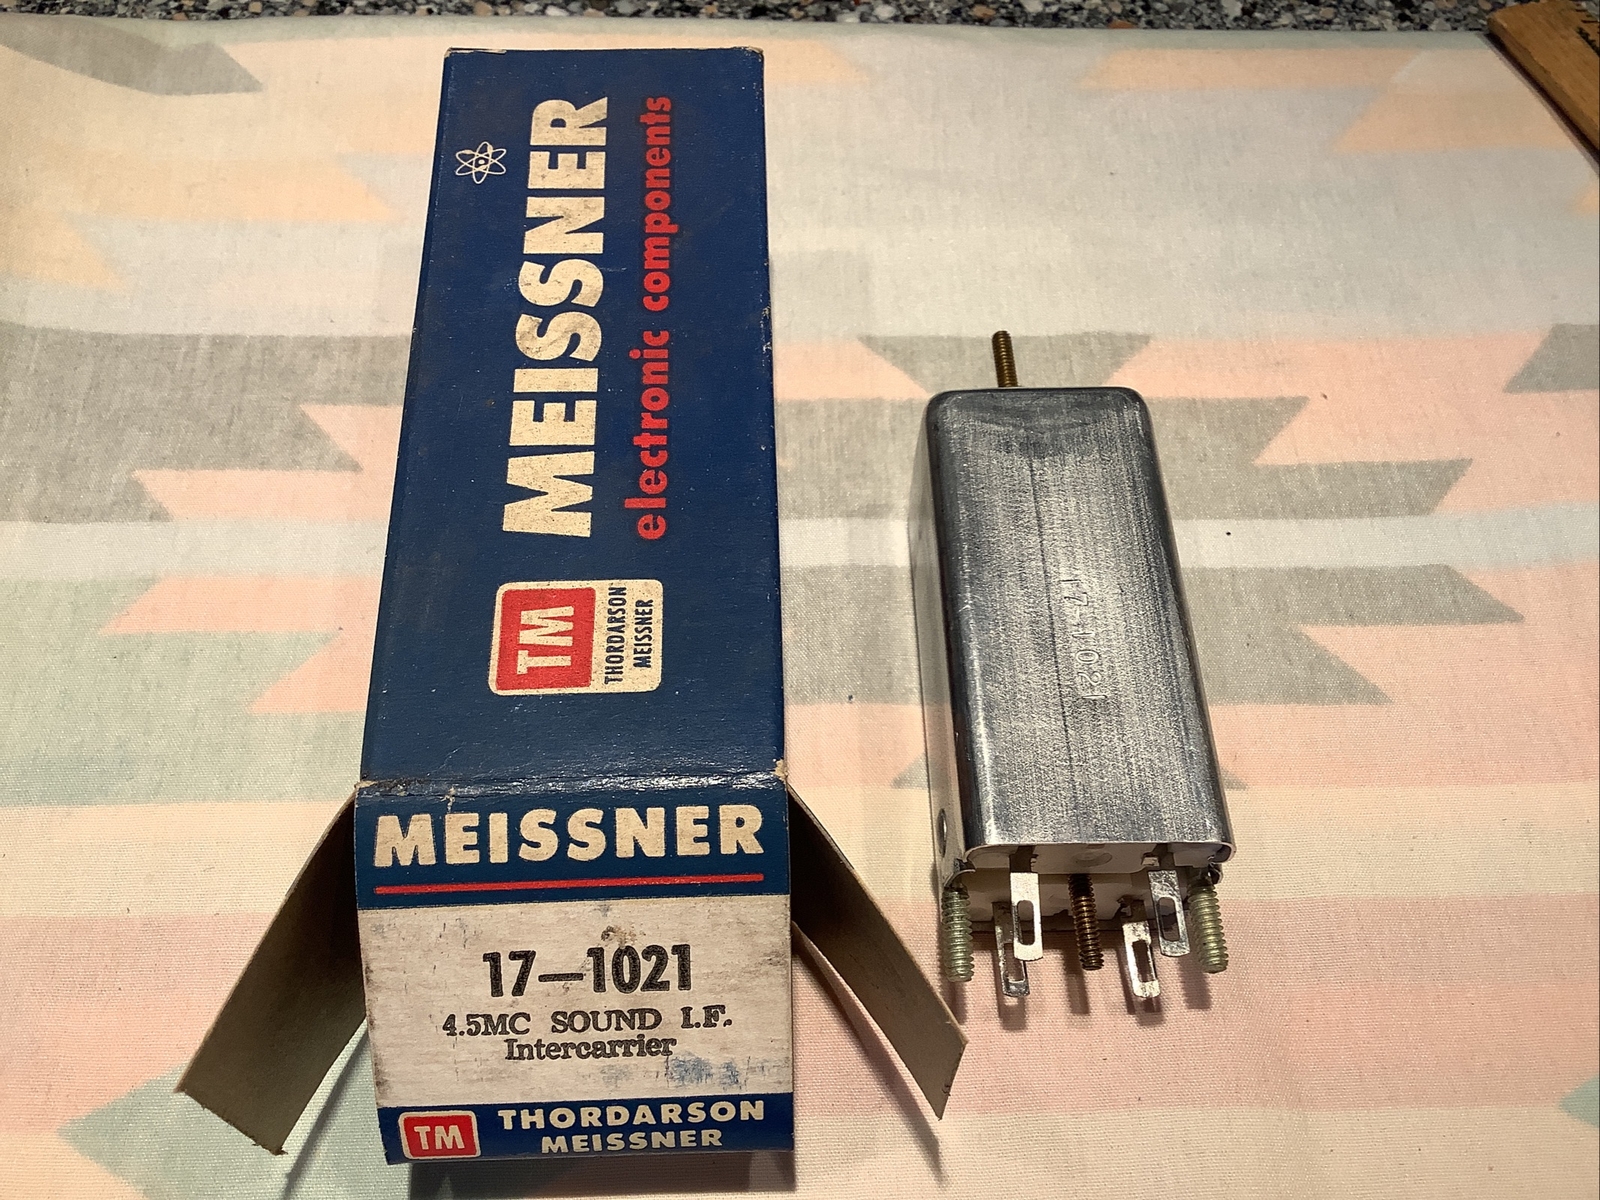 MEISSNER
electronic components
TM
THORDARSON
MEISSNER
MEISSNER
17—1021
4.5MC SOUND I.F.
Intercarrier
TM
THORDARSON
MEISSNER
17 1021